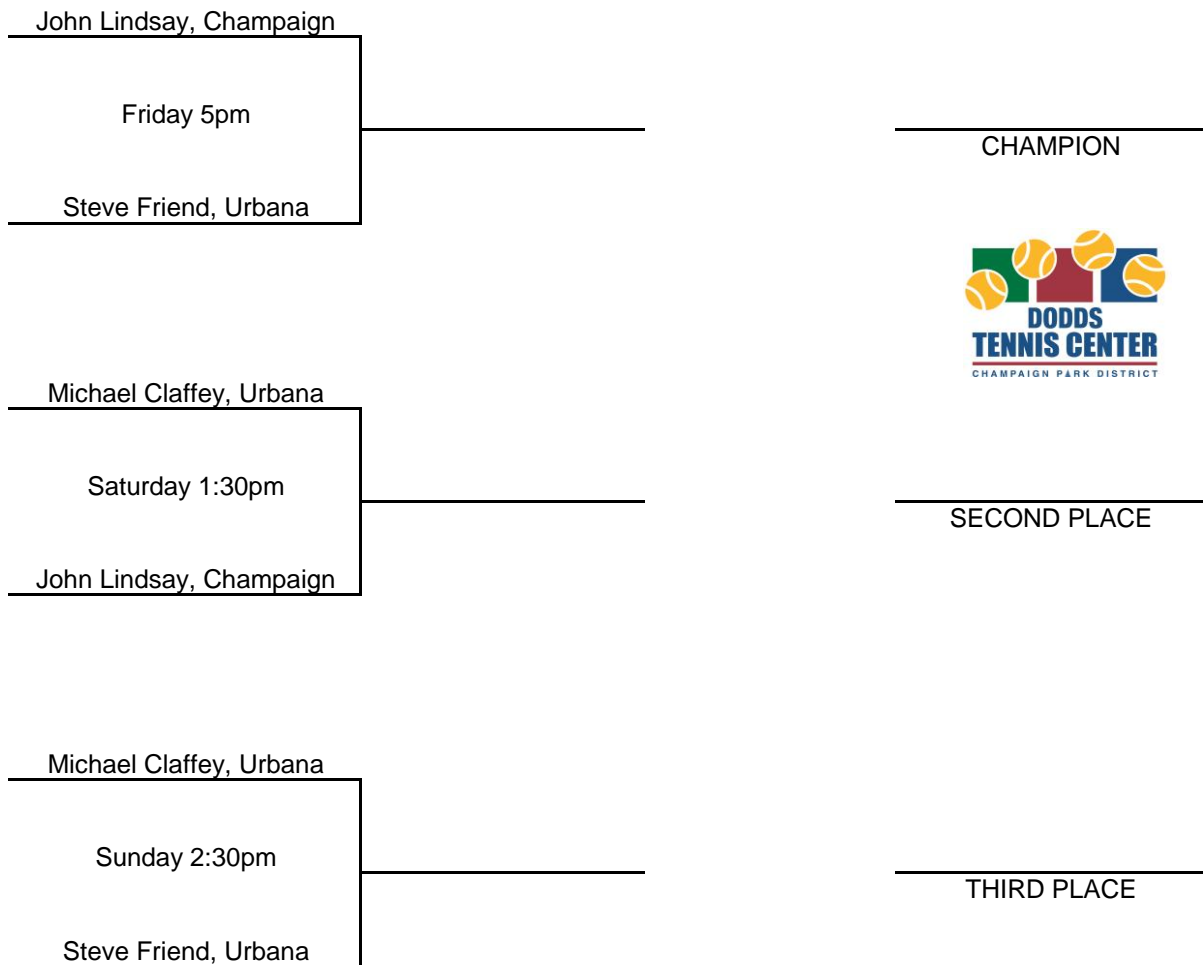 John Lindsay, Champaign
Friday 5pm
CHAMPION
Steve Friend, Urbana
DODDS
TENNIS CENTER
CHAMPAIGN PARK DISTRICT
Michael Claffey, Urbana
Saturday 1:30pm
SECOND PLACE
John Lindsay, Champaign
Michael Claffey, Urbana
Sunday 2:30pm
THIRD PLACE
Steve Friend, Urbana